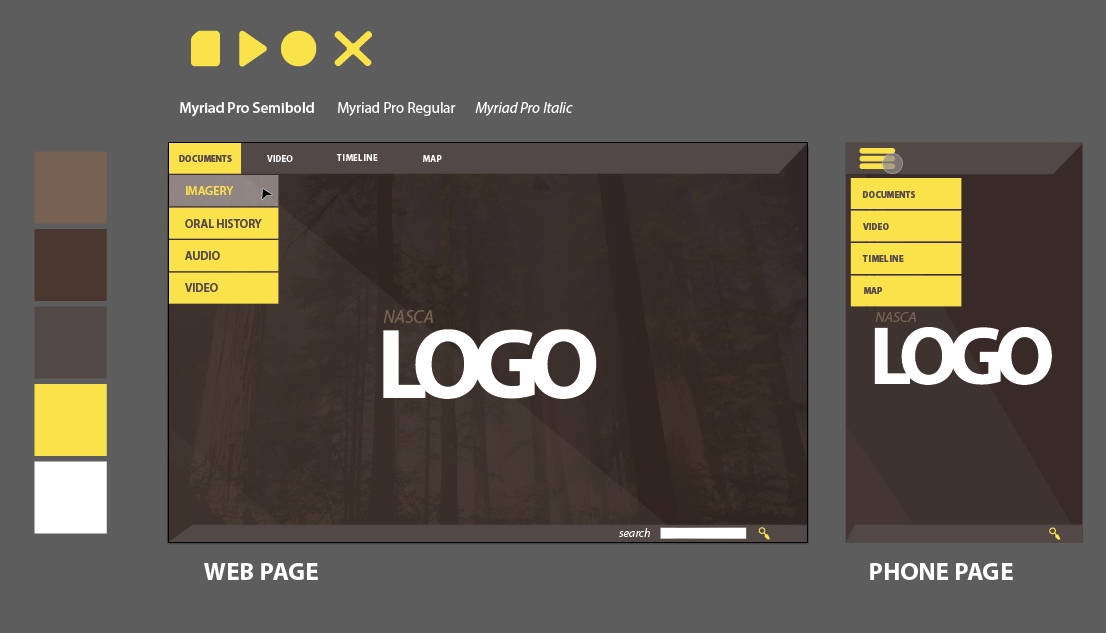 Myriad Pro Semibold Myriad Pro Regular Myriad Pro Italic
DOCUMENTS VIDEO TIMELINE MAP
IMAGERY
ORAL HISTORY
AUDIO
VIDEO
NASCA
LOGO
search
WEB PAGE
DOCUMENTS
VIDEO
TIMELINE
MAP
NASCA
LOGO
PHONE PAGE